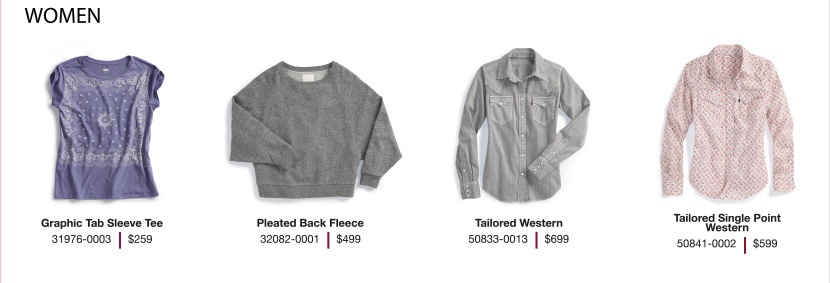 WOMEN
Graphic Tab Sleeve Tee
31976-0003 | $259
Pleated Back Fleece
32082-0001 | $499
Tailored Western
50833-0013 | $699
Tailored Single Point
Western
50841-0002 | $599